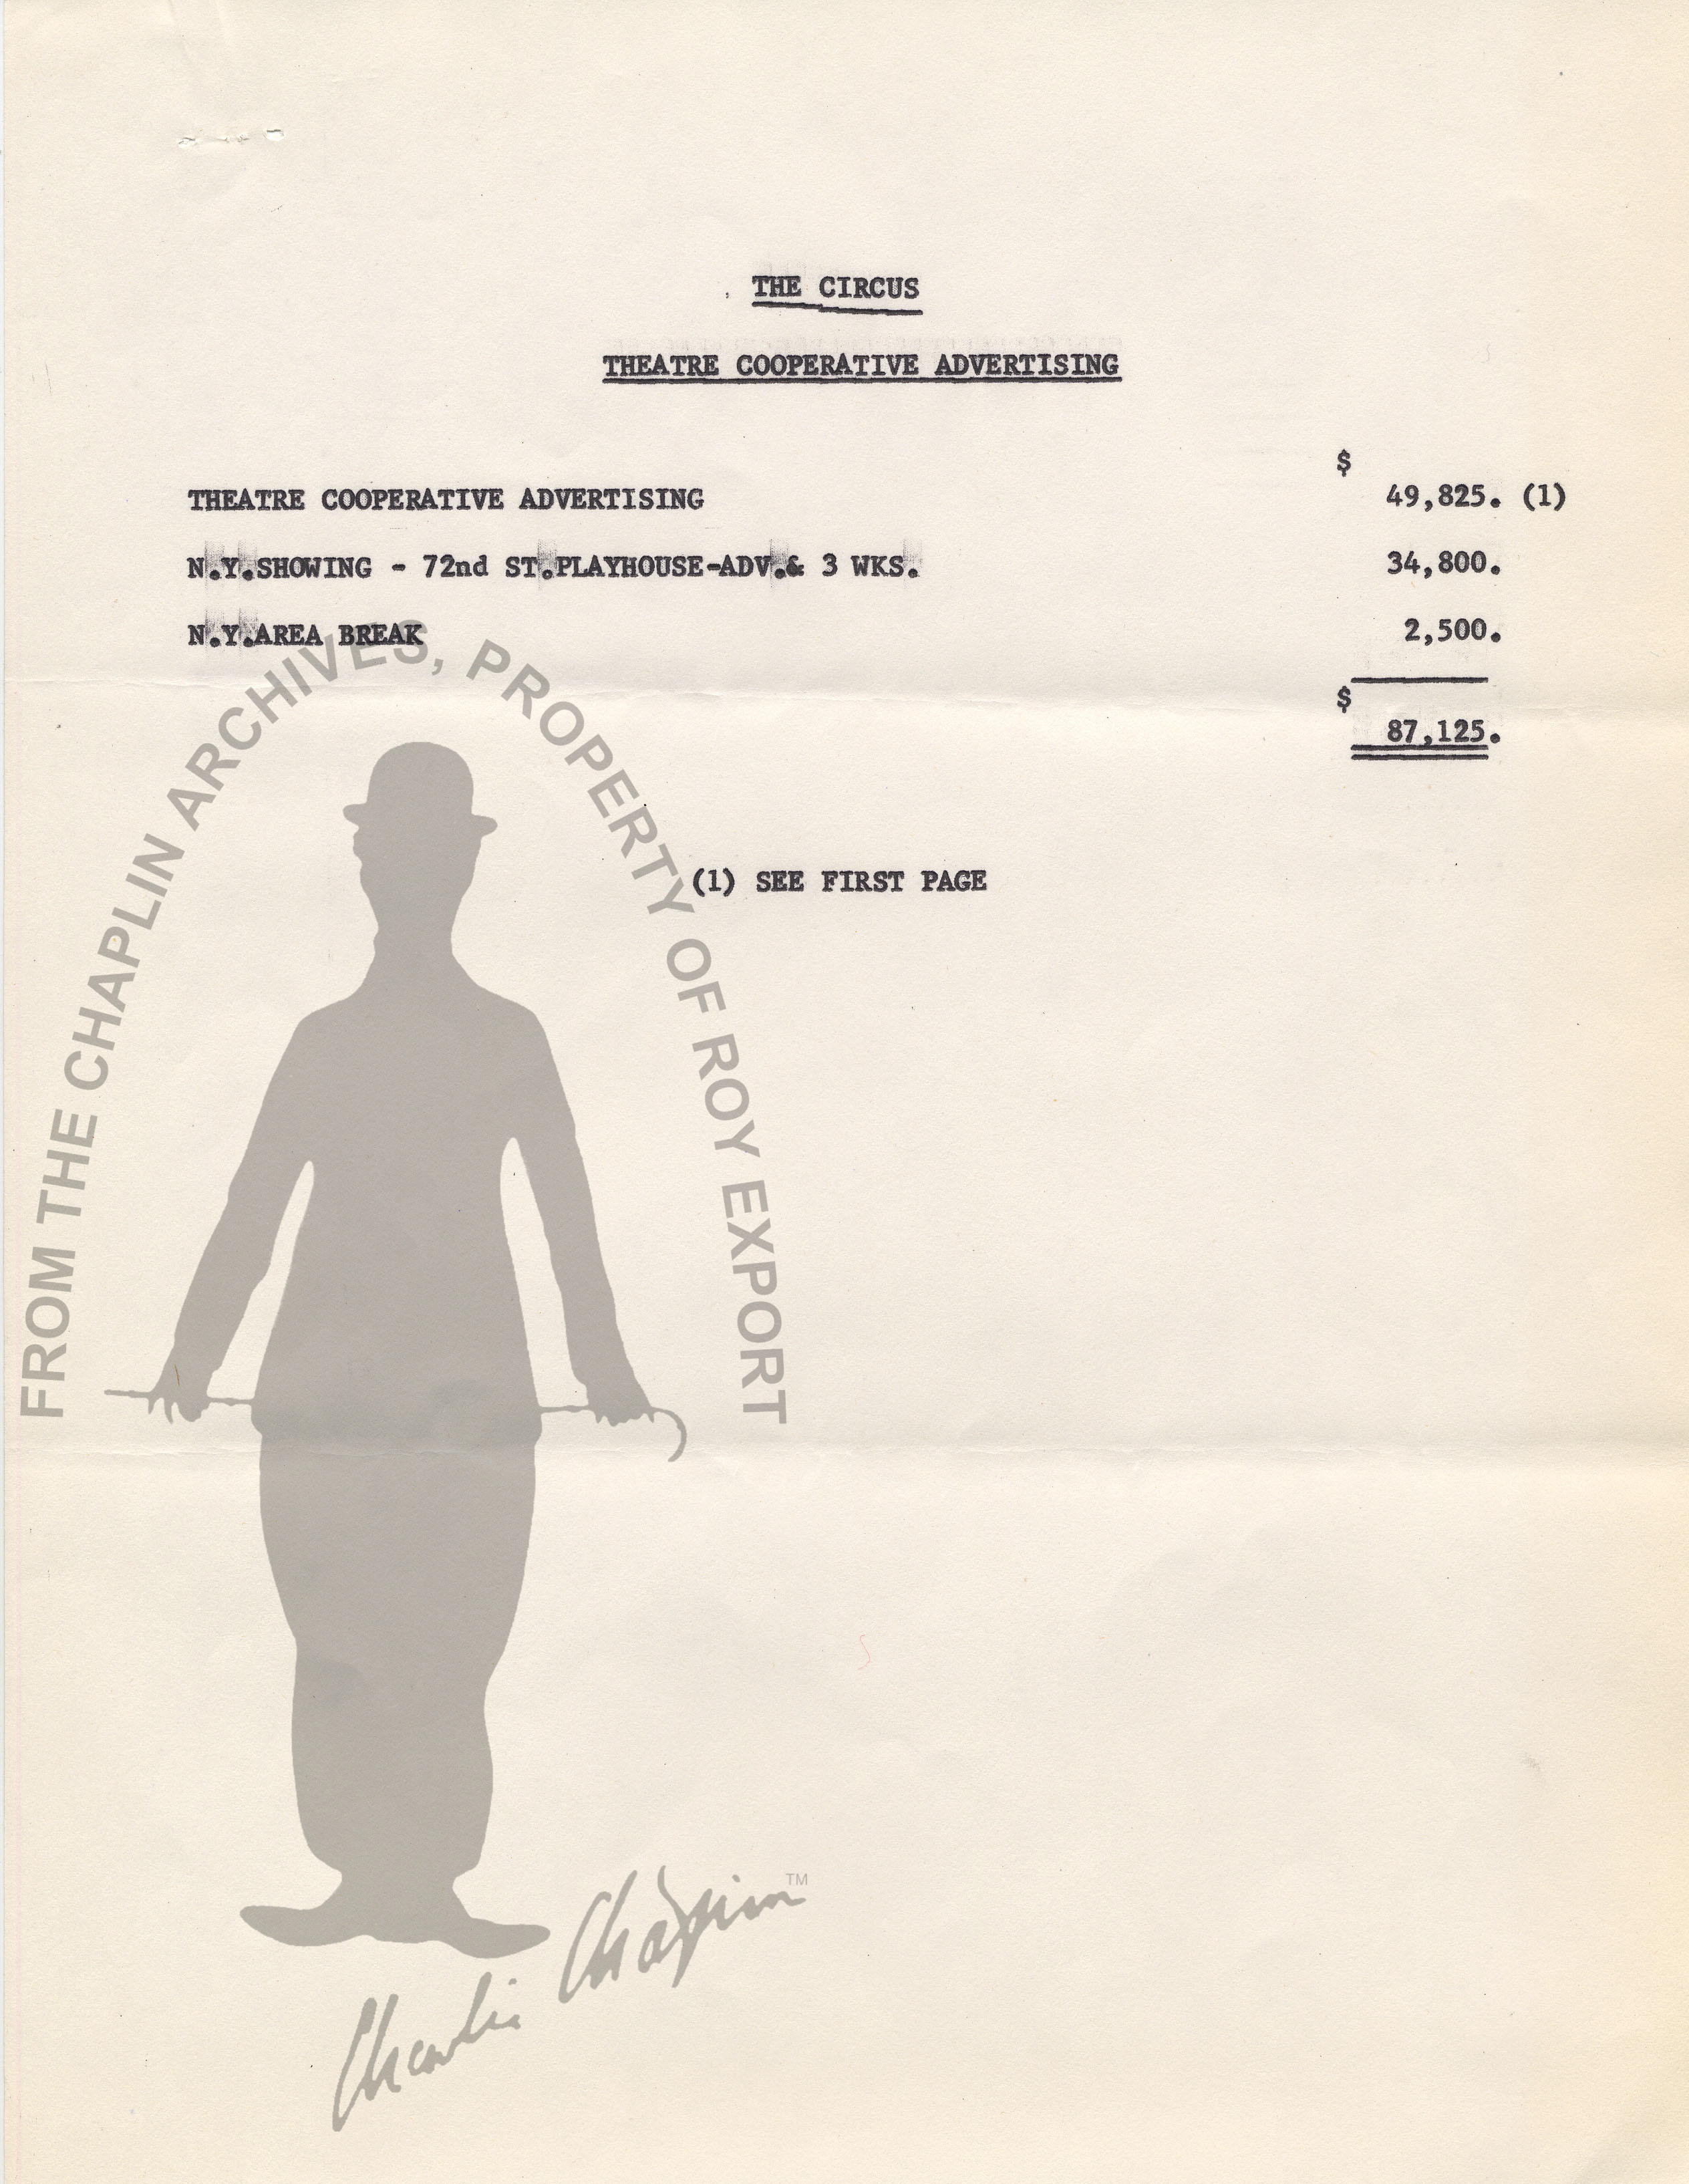 THE CIRCUS
THEATRE COOPERATIVE ADVERTISING
$
THEATRE COOPERATIVE ADVERTISING 49,825. (1)
N.Y.SHOWING - 72nd ST.PLAYHOUSE-ADV.& 3 WKS. 34,800.
N.Y.AREA BREAK 2,500.
$
87,125.
(1) SEE FIRST PAGE
FROM THE CHAPLIN ARCHIVES, PROPERTY OF ROY EXPORT
Charlie Chaplin TM